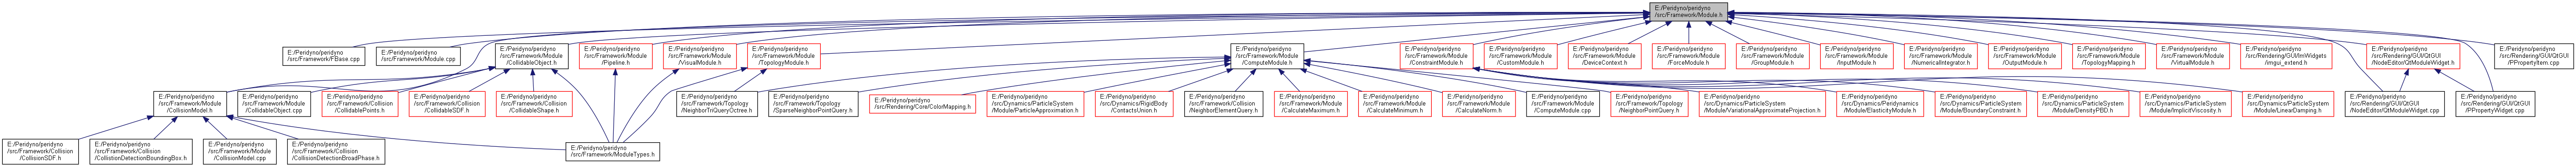 E:/Peridyno/peridyno
/src/Framework/Module.h
E:/Peridyno/peridyno
/src/Framework/FBase.cpp
E:/Peridyno/peridyno
/src/Framework/Module.cpp
E:/Peridyno/peridyno
/src/Framework/Module
/CollidableObject.h
E:/Peridyno/peridyno
/src/Framework/Module
/Pipeline.h
E:/Peridyno/peridyno
/src/Framework/Module
/VisualModule.h
E:/Peridyno/peridyno
/src/Framework/Module
/TopologyModule.h
E:/Peridyno/peridyno
/src/Framework/Module
/ComputeModule.h
E:/Peridyno/peridyno
/src/Framework/Module
/ConstraintModule.h
E:/Peridyno/peridyno
/src/Framework/Module
/CustomModule.h
E:/Peridyno/peridyno
/src/Framework/Module
/DeviceContext.h
E:/Peridyno/peridyno
/src/Framework/Module
/ForceModule.h
E:/Peridyno/peridyno
/src/Framework/Module
/GroupModule.h
E:/Peridyno/peridyno
/src/Framework/Module
/InputModule.h
E:/Peridyno/peridyno
/src/Framework/Module
/NumericalIntegrator.h
E:/Peridyno/peridyno
/src/Framework/Module
/OutputModule.h
E:/Peridyno/peridyno
/src/Framework/Module
/TopologyMapping.h
E:/Peridyno/peridyno
/src/Framework/Module
/VirtualModule.h
E:/Peridyno/peridyno
/src/Rendering/GUI/ImWidgets
/imgui_extend.h
E:/Peridyno/peridyno
/src/Rendering/GUI/QtGUI
/NodeEditor/QtModuleWidget.h
E:/Peridyno/peridyno
/src/Rendering/GUI/QtGUI
/PPropertyItem.cpp
E:/Peridyno/peridyno
/src/Framework/Module
/CollisionModel.h
E:/Peridyno/peridyno
/src/Framework/Module
/CollidableObject.cpp
E:/Peridyno/peridyno
/src/Framework/Collision
/CollidablePoints.h
E:/Peridyno/peridyno
/src/Framework/Collision
/CollidableSDF.h
E:/Peridyno/peridyno
/src/Framework/Collision
/CollidableShape.h
E:/Peridyno/peridyno
/src/Framework/Topology
/NeighborTriQueryOctree.h
E:/Peridyno/peridyno
/src/Framework/Topology
/SparseNeighborPointQuery.h
E:/Peridyno/peridyno
/src/Rendering/Core/ColorMapping.h
E:/Peridyno/peridyno
/src/Dynamics/ParticleSystem
/Module/ParticleApproximation.h
E:/Peridyno/peridyno
/src/Dynamics/RigidBody
/ContactsUnion.h
E:/Peridyno/peridyno
/src/Framework/Collision
/NeighborElementQuery.h
E:/Peridyno/peridyno
/src/Framework/Module
/CalculateMaximum.h
E:/Peridyno/peridyno
/src/Framework/Module
/CalculateMinimum.h
E:/Peridyno/peridyno
/src/Framework/Module
/CalculateNorm.h
E:/Peridyno/peridyno
/src/Framework/Module
/ComputeModule.cpp
E:/Peridyno/peridyno
/src/Framework/Topology
/NeighborPointQuery.h
E:/Peridyno/peridyno
/src/Dynamics/ParticleSystem
/Module/VariationalApproximateProjection.h
E:/Peridyno/peridyno
/src/Dynamics/Peridynamics
/Module/ElasticityModule.h
E:/Peridyno/peridyno
/src/Dynamics/ParticleSystem
/Module/BoundaryConstraint.h
E:/Peridyno/peridyno
/src/Dynamics/ParticleSystem
/Module/DensityPBD.h
E:/Peridyno/peridyno
/src/Dynamics/ParticleSystem
/Module/ImplicitViscosity.h
E:/Peridyno/peridyno
/src/Dynamics/ParticleSystem
/Module/LinearDamping.h
E:/Peridyno/peridyno
/src/Rendering/GUI/QtGUI
/NodeEditor/QtModuleWidget.cpp
E:/Peridyno/peridyno
/src/Rendering/GUI/QtGUI
/PPropertyWidget.cpp
E:/Peridyno/peridyno
/src/Framework/Collision
/CollisionSDF.h
E:/Peridyno/peridyno
/src/Framework/Collision
/CollistionDetectionBoundingBox.h
E:/Peridyno/peridyno
/src/Framework/Module
/CollisionModel.cpp
E:/Peridyno/peridyno
/src/Framework/Collision
/CollisionDetectionBroadPhase.h
E:/Peridyno/peridyno
/src/Framework/ModuleTypes.h